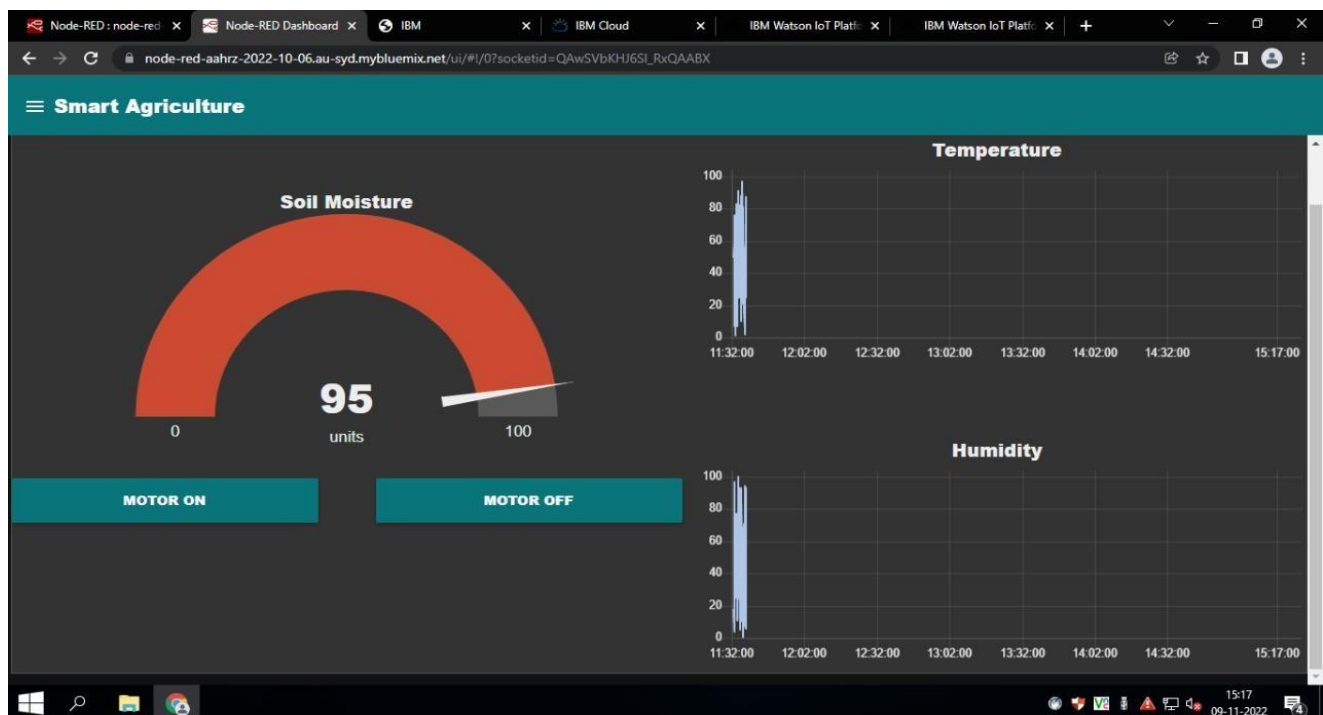 Node-RED : node-red
Node-RED Dashboard
IBM
IBM Cloud
IBM Watson IoT Platfo
IBM Watson IoT Platfo
node-red-aahrz-2022-10-06.au-syd.mybluemix.net/ui/#!/0?socketid=QAwSVbKHJ6SI_RxQAABX
Smart Agriculture
Soil Moisture
95
units
0
100
MOTOR ON
MOTOR OFF
Temperature
100
80
60
40
20
0
11:32:00 12:02:00 12:32:00 13:02:00 13:32:00 14:02:00 14:32:00 15:17:00
Humidity
100
80
60
40
20
0
11:32:00 12:02:00 12:32:00 13:02:00 13:32:00 14:02:00 14:32:00 15:17:00
15:17
09-11-2022
4